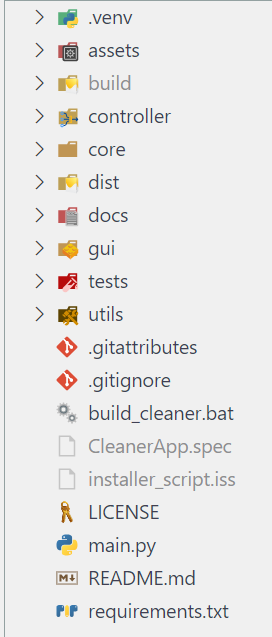 .venv
assets
build
controller
core
dist
docs
gui
tests
utils
.gitattributes
.gitignore
build_cleaner.bat
CleanerApp.spec
installer_script.iss
LICENSE
main.py
README.md
requirements.txt